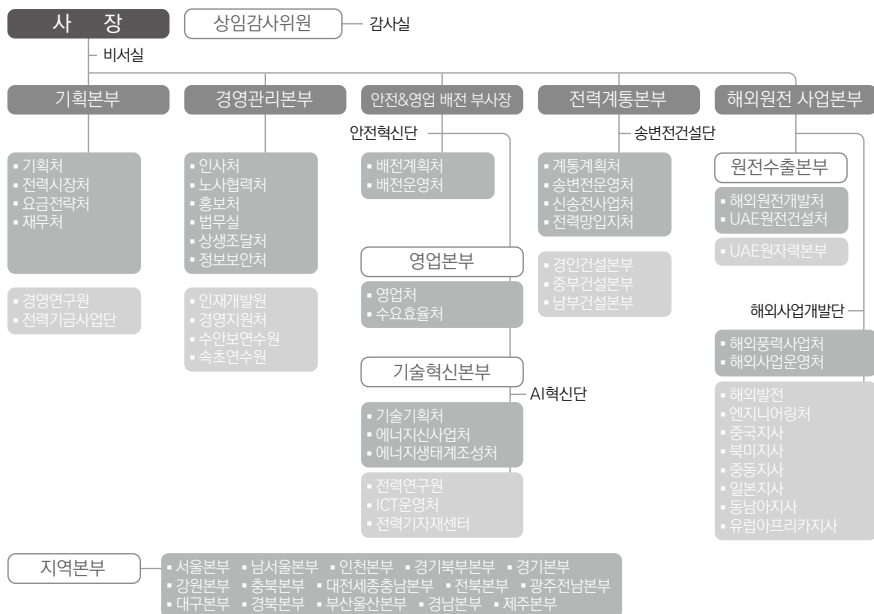 사 장
상임감사위원
감사실
비서실
기획본부
▪ 기획처
▪ 전력시장처
▪ 요금전략처
▪ 재무처
▪ 경영연구원
▪ 전력기금사업단
경영관리본부
▪ 인사처
▪ 노사협력처
▪ 홍보처
▪ 법무실
▪ 상생조달처
▪ 정보보안처
▪ 인재개발원
▪ 경영지원처
▪ 수안보연수원
▪ 속초연수원
안전&영업 배전 부사장
안전혁신단
▪ 배전계획처
▪ 배전운영처
영업본부
▪ 영업처
▪ 수요효율처
기술혁신본부
AI혁신단
▪ 기술기획처
▪ 에너지신사업처
▪ 에너지생태계조성처
▪ 전력연구원
▪ ICT운영처
▪ 전력기자재센터
전력계통본부
송변전건설단
▪ 계통계획처
▪ 송변전운영처
▪ 신송전사업처
▪ 전력망입지처
▪ 경인건설본부
▪ 중부건설본부
▪ 남부건설본부
해외원전 사업본부
원전수출본부
▪ 해외원전개발처
▪ UAE원전건설처
▪ UAE원자력본부
해외사업개발단
▪ 해외풍력사업처
▪ 해외사업운영처
▪ 해외발전
▪ 엔지니어링처
▪ 중국지사
▪ 북미지사
▪ 중동지사
▪ 일본지사
▪ 동남아지사
▪ 유럽아프리카지사
지역본부
▪ 서울본부 ▪ 남서울본부 ▪ 인천본부 ▪ 경기북부본부 ▪ 경기본부
▪ 강원본부 ▪ 충북본부 ▪ 대전세종충남본부 ▪ 전북본부 ▪ 광주전남본부
▪ 대구본부 ▪ 경북본부 ▪ 부산울산본부 ▪ 경남본부 ▪ 제주본부